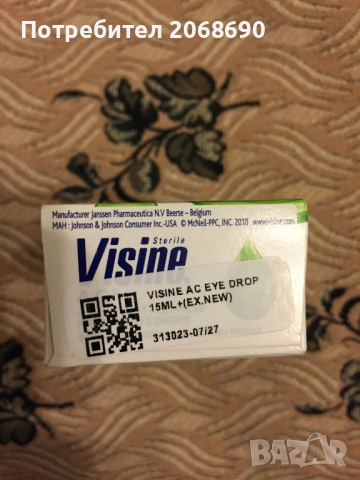 Потребител 2068690
Manufacturer Janssen Pharmaceutica N.V Beerse – Belgium
MAH : Johnson & Johnson Consumer Inc.-USA © McNeil-PPC, INC. 2010 www.visine.com
Sterile
Visine
VISINE AC EYE DROP
15ML+(EX.NEW)
313023-07/27
BAZAR